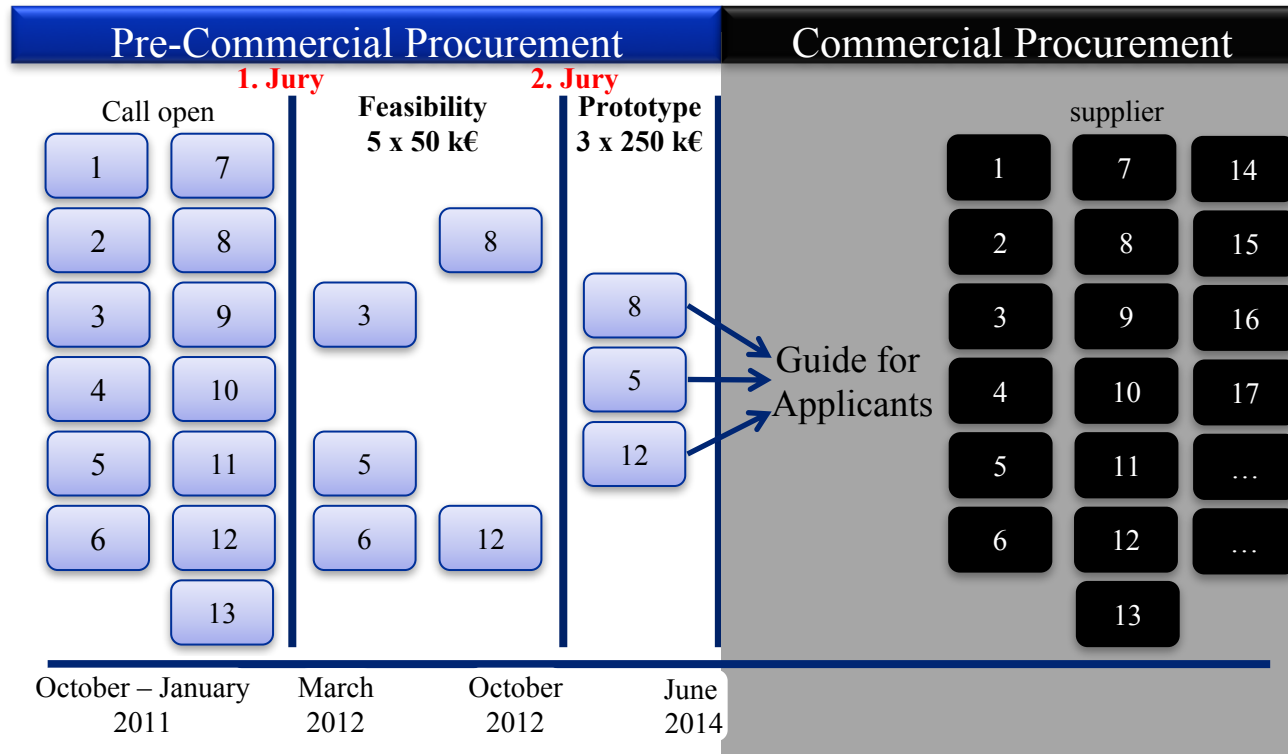 Pre-Commercial Procurement
Commercial Procurement
1. Jury
2. Jury
Call open
Feasibility
5 x 50 k€
Prototype
3 x 250 k€
supplier
1
7
2
8
3
9
4
10
5
11
6
12
13
8
3
5
6
12
8
5
12
Guide for
Applicants
1
7
14
2
8
15
3
9
16
4
10
17
5
11
…
6
12
…
13
October – January
2011
March
2012
October
2012
June
2014